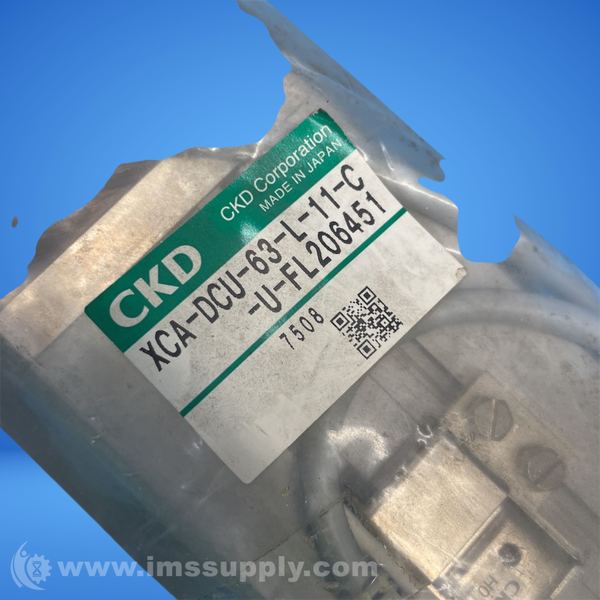 CKD
CKD Corporation
MADE IN JAPAN
XCA-DCU-63-L-11-C
-U-FL206451
7508
www.imssupply.com